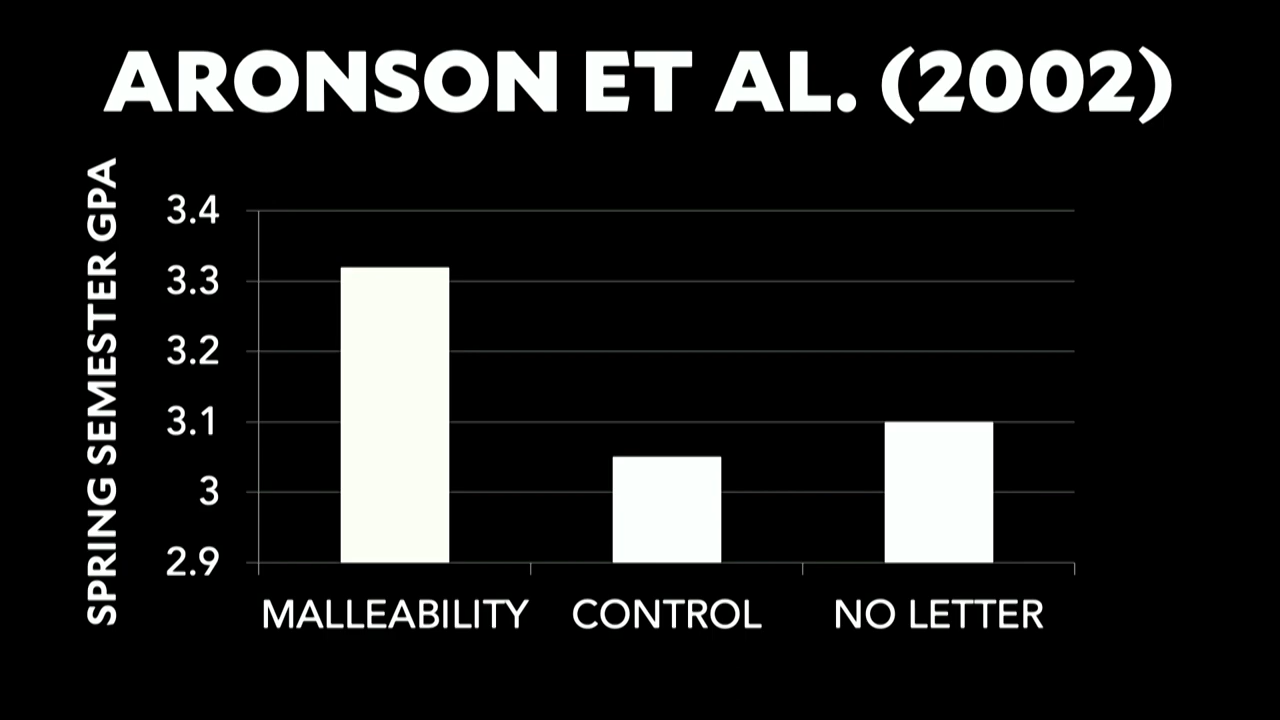 ARONSON ET AL. (2002)
SPRING SEMESTER GPA
3.4
3.3
3.2
3.1
3
2.9
MALLEABILITY CONTROL NO LETTER